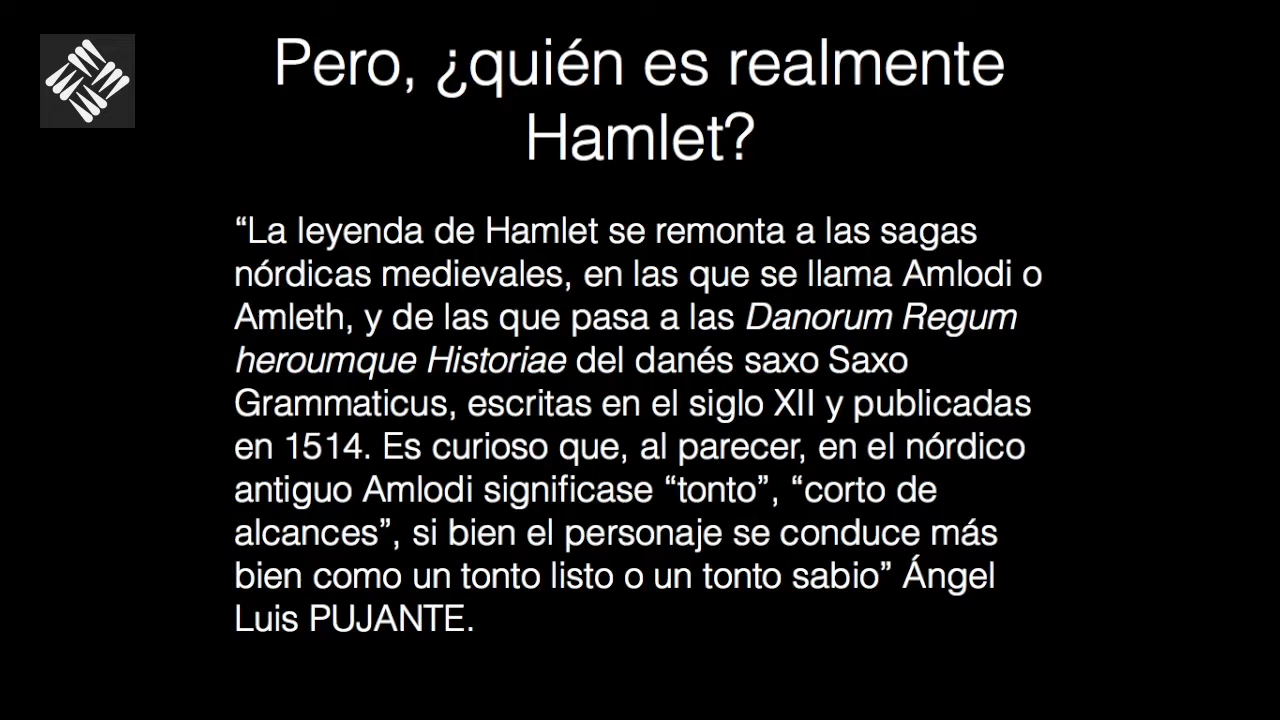 Pero, ¿quién es realmente
Hamlet?
“La leyenda de Hamlet se remonta a las sagas
nórdicas medievales, en las que se llama Amlodi o
Amleth, y de las que pasa a las Danorum Regum
heroumque Historiae del danés saxo Saxo
Grammaticus, escritas en el siglo XII y publicadas
en 1514. Es curioso que, al parecer, en el nórdico
antiguo Amlodi significase “tonto”, “corto de
alcances”, si bien el personaje se conduce más
bien como un tonto listo o un tonto sabio” Ángel
Luis PUJANTE.